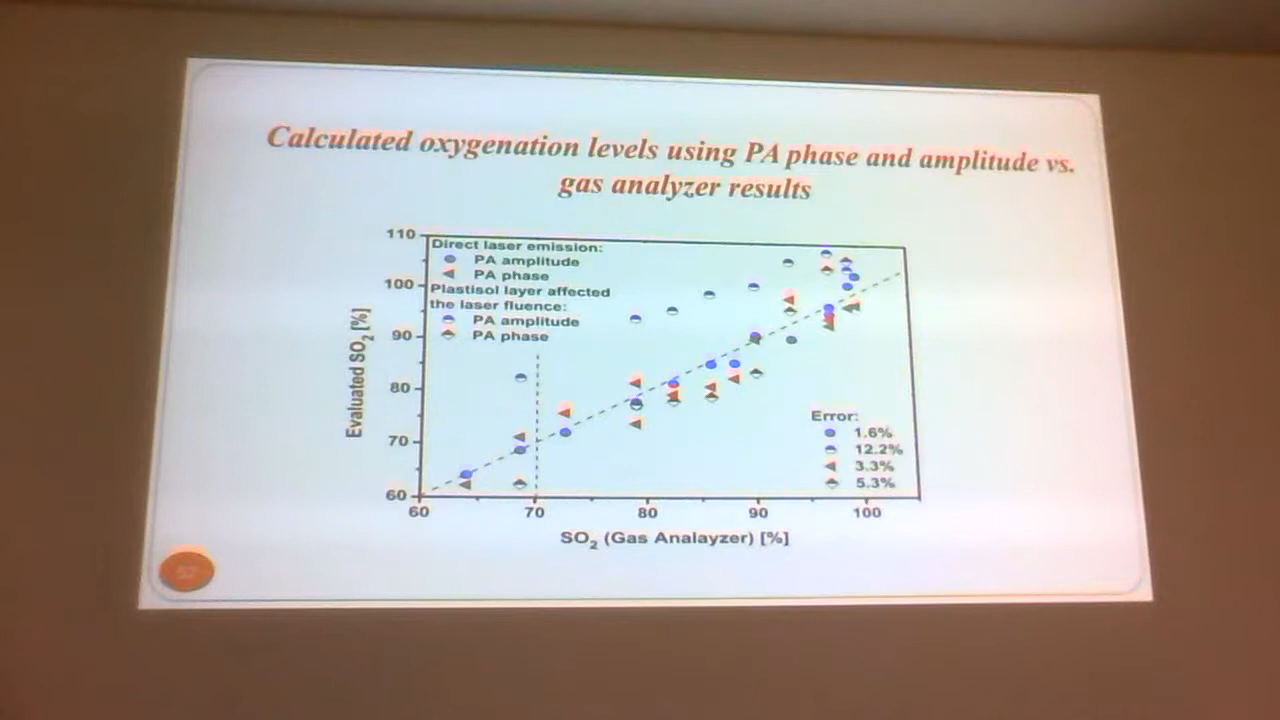 Calculated oxygenation levels using PA phase and amplitude vs.
gas analyzer results
110
100
90
80
70
60
Evaluated SO2 [%]
Direct laser emission:
PA amplitude
PA phase
Plastisol layer affected
the laser fluence:
PA amplitude
PA phase
Error:
1.6%
12.2%
3.3%
5.3%
60 70 80 90 100
SO2 (Gas Analayzer) [%]
57